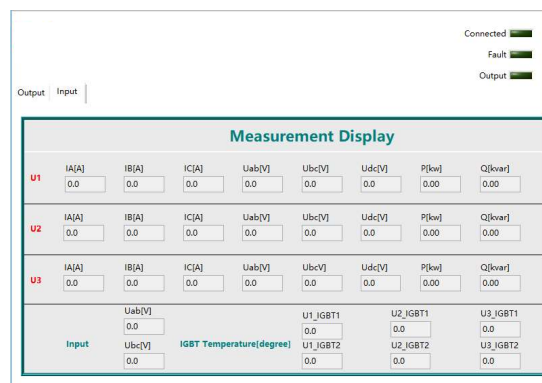 Connected
Fault
Output
Output Input
Measurement Display
IA[A] IB[A] IC[A] Uab[V] Ubc[V] Udc[V] P[kw] Q[kvar]
U1 0.0 0.0 0.0 0.0 0.0 0.0 0.00 0.00
IA[A] IB[A] IC[A] Uab[V] Ubc[V] Udc[V] P[kw] Q[kvar]
U2 0.0 0.0 0.0 0.0 0.0 0.0 0.00 0.00
IA[A] IB[A] IC[A] Uab[V] UbcV] Udc[V] P[kw] Q[kvar]
U3 0.0 0.0 0.0 0.0 0.0 0.0 0.00 0.00
Uab[V] U1_IGBT1 U2_IGBT1 U3_IGBT1
0.0 0.0 0.0 0.0
Input Ubc[V] IGBT Temperature[degree] U1_IGBT2 U2_IGBT2 U3_IGBT2
0.0 0.0 0.0 0.0